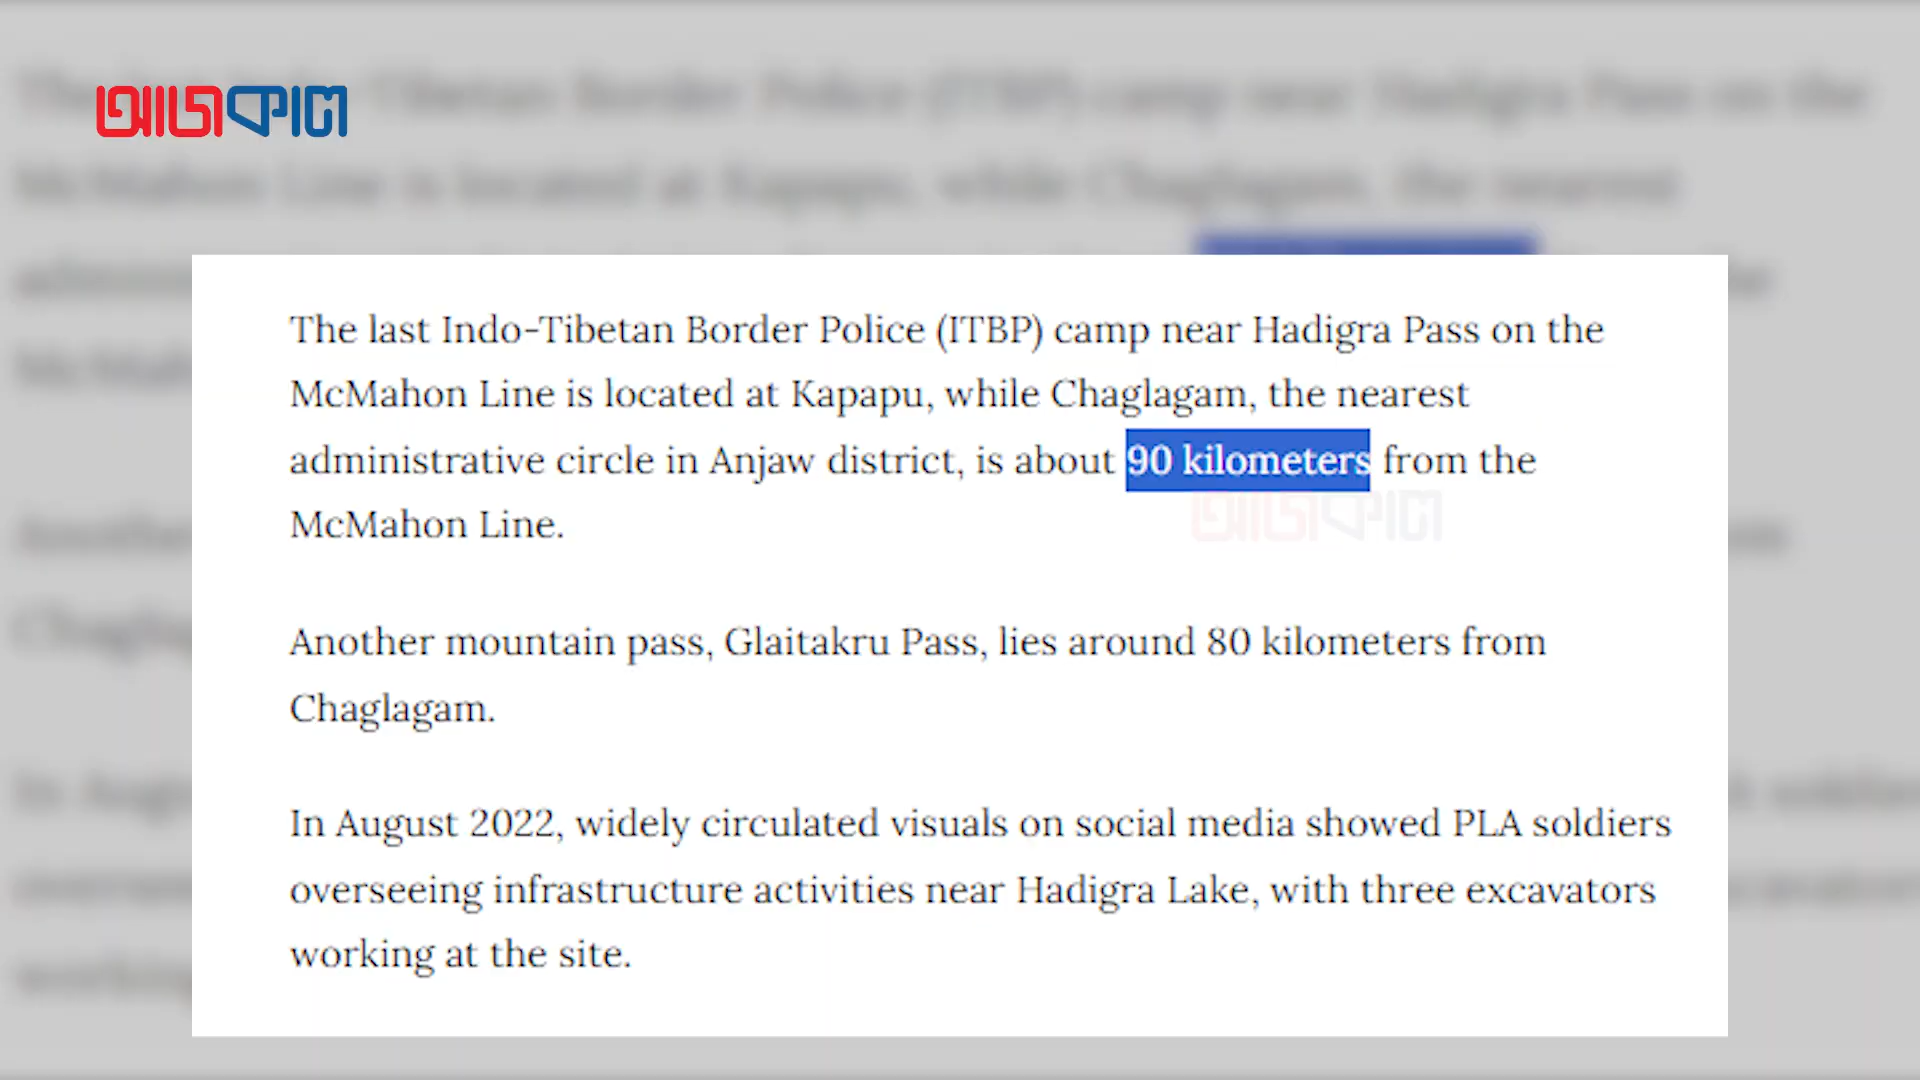 আজকাল
The last Indo-Tibetan Border Police (ITBP) camp near Hadigra Pass on the
McMahon Line is located at Kapapu, while Chaglagam, the nearest
administrative circle in Anjaw district, is about 90 kilometers from the
McMahon Line.
আজকাল
Another mountain pass, Glaitakru Pass, lies around 80 kilometers from
Chaglagam.
In August 2022, widely circulated visuals on social media showed PLA soldiers
overseeing infrastructure activities near Hadigra Lake, with three excavators
working at the site.